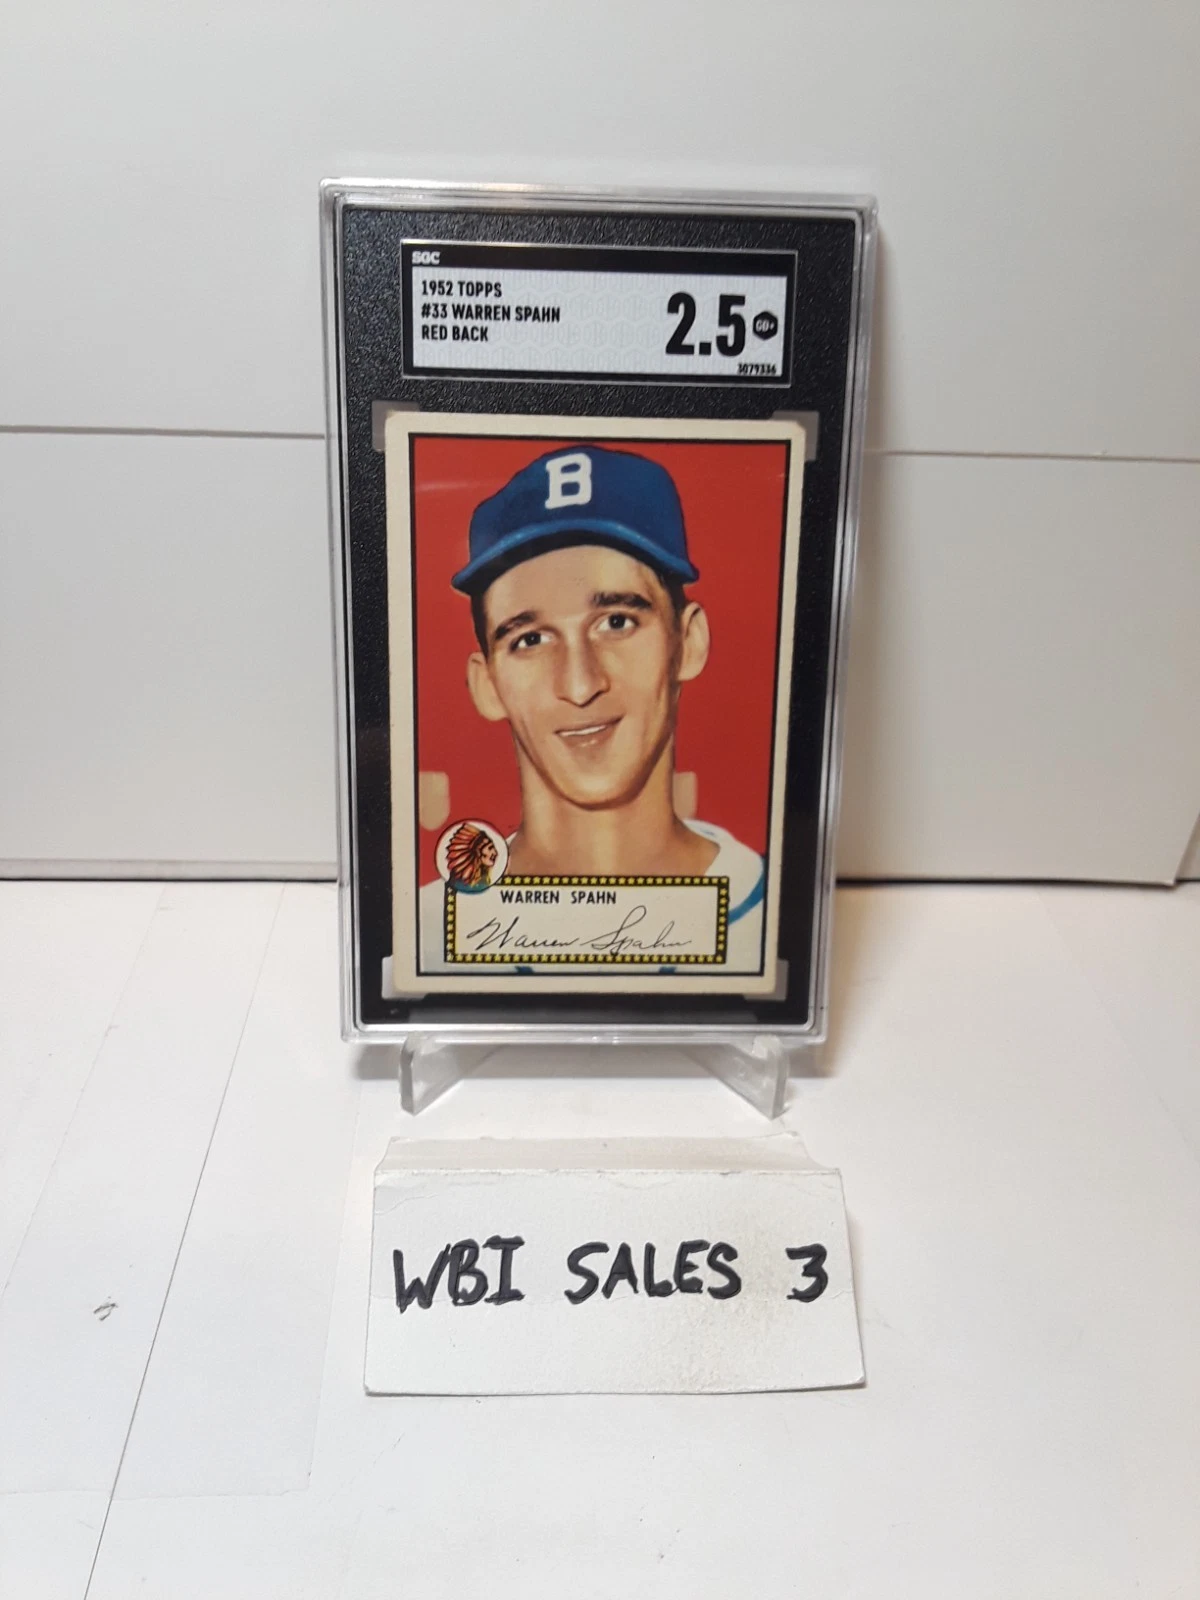 SGC
1952 TOPPS
#33 WARREN SPAHN
RED BACK
2.5
GD+
3079336
B
WARREN SPAHN
Warren Spahn
WBI SALES 3